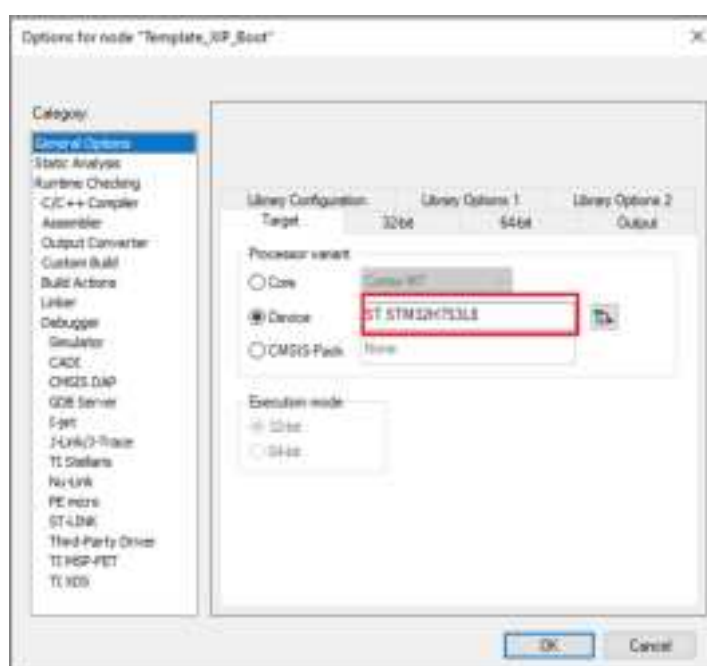 Options for node "Template_XIP_Boot"
Category:
General Options
Static Analysis
Runtime Checking
C/C++ Compiler
Assembler
Output Converter
Custom Build
Build Actions
Linker
Debugger
Simulator
CADI
CMSIS DAP
GDB Server
I-jet
J-Link/J-Trace
TI Stellaris
Nu-Link
PE micro
ST-LINK
Third-Party Driver
TI MSP-FET
TI XDS
Library Configuration Library Options 1 Library Options 2
Target 32-bit 64-bit Output
Processor variant
Core Cortex-M7
Device ST STM32H7S3L8
CMSIS-Pack None
Execution mode
32-bit
64-bit
OK Cancel